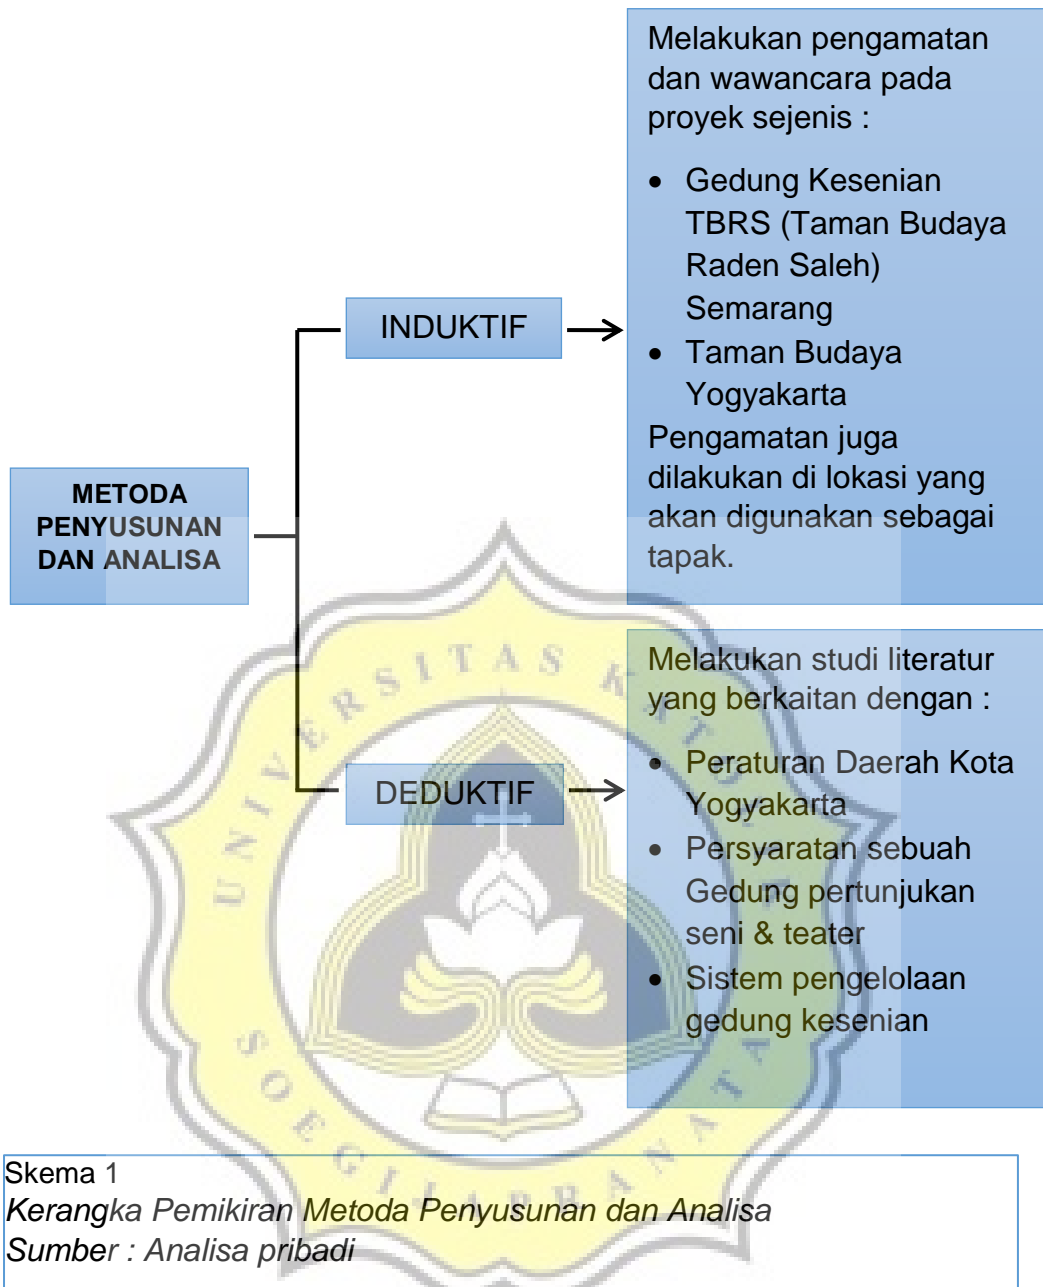 METODA
PENYUSUNAN
DAN ANALISA
INDUKTIF
Melakukan pengamatan
dan wawancara pada
proyek sejenis :
• Gedung Kesenian
TBRS (Taman Budaya
Raden Saleh)
Semarang
• Taman Budaya
Yogyakarta
Pengamatan juga
dilakukan di lokasi yang
akan digunakan sebagai
tapak.
DEDUKTIF
Melakukan studi literatur
yang berkaitan dengan :
• Peraturan Daerah Kota
Yogyakarta
• Persyaratan sebuah
Gedung pertunjukan
seni & teater
• Sistem pengelolaan
gedung kesenian
UNIVERSITAS KATOLIK
SOEGIJAPRANATA
Skema 1
Kerangka Pemikiran Metoda Penyusunan dan Analisa
Sumber : Analisa pribadi